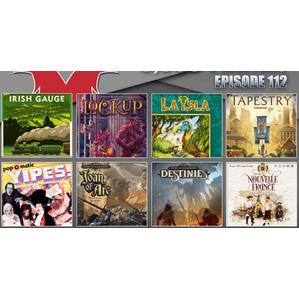 EPISODE 112
IRISH GAUGE
LOCKUP
LA ISLA
TAPESTRY
pop-o-matic
YIPES!
Joan of Arc
DESTINIES
NOUVELLE
FRANCE